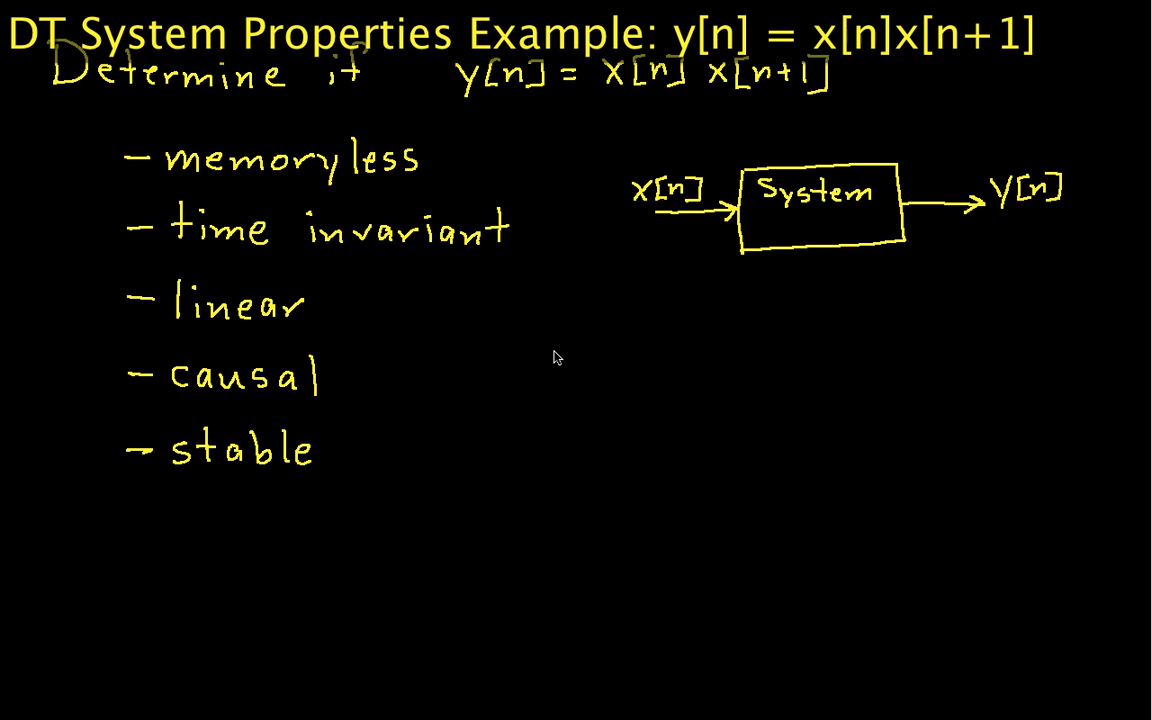 DT System Properties Example: y[n] = x[n]x[n+1]
Determine if y[n] = x[n] x[n+1]
- memoryless
x[n] System y[n]
- time invariant
- linear
- causal
- stable